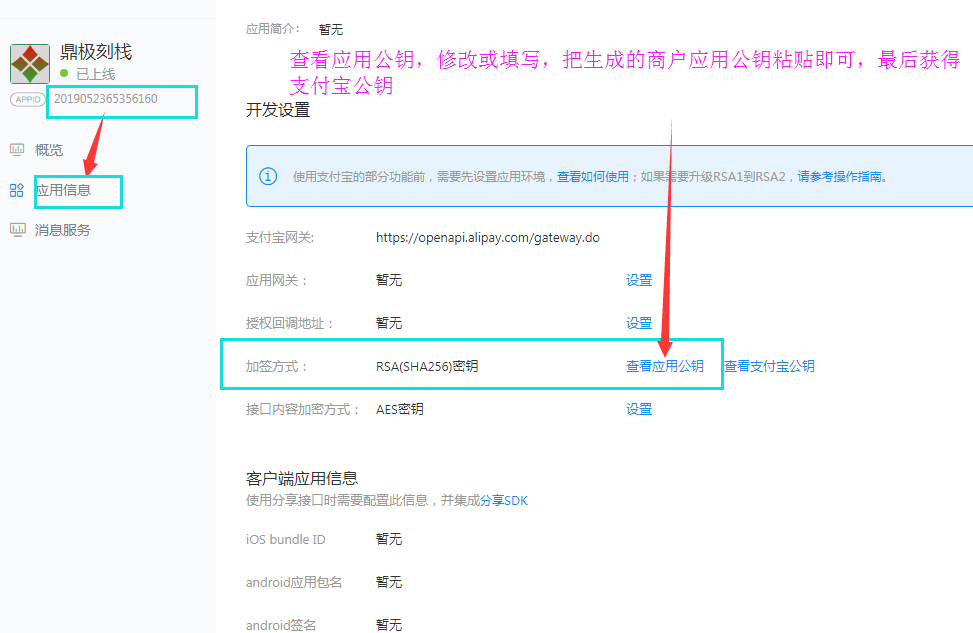 鼎极刻栈
已上线
APPID 2019052365356160
概览
应用信息
消息服务
应用简介: 暂无
查看应用公钥，修改或填写，把生成的商户应用公钥粘贴即可，最后获得
支付宝公钥
开发设置
使用支付宝的部分功能前，需要先设置应用环境，查看如何使用；如果需要升级RSA1到RSA2，请参考操作指南。
支付宝网关: https://openapi.alipay.com/gateway.do
应用网关： 暂无 设置
授权回调地址： 暂无 设置
加签方式： RSA(SHA256)密钥 查看应用公钥 查看支付宝公钥
接口内容加密方式： AES密钥 设置
客户端应用信息
使用分享接口时需要配置此信息，并集成分享SDK
iOS bundle ID 暂无
android应用包名 暂无
android签名 暂无